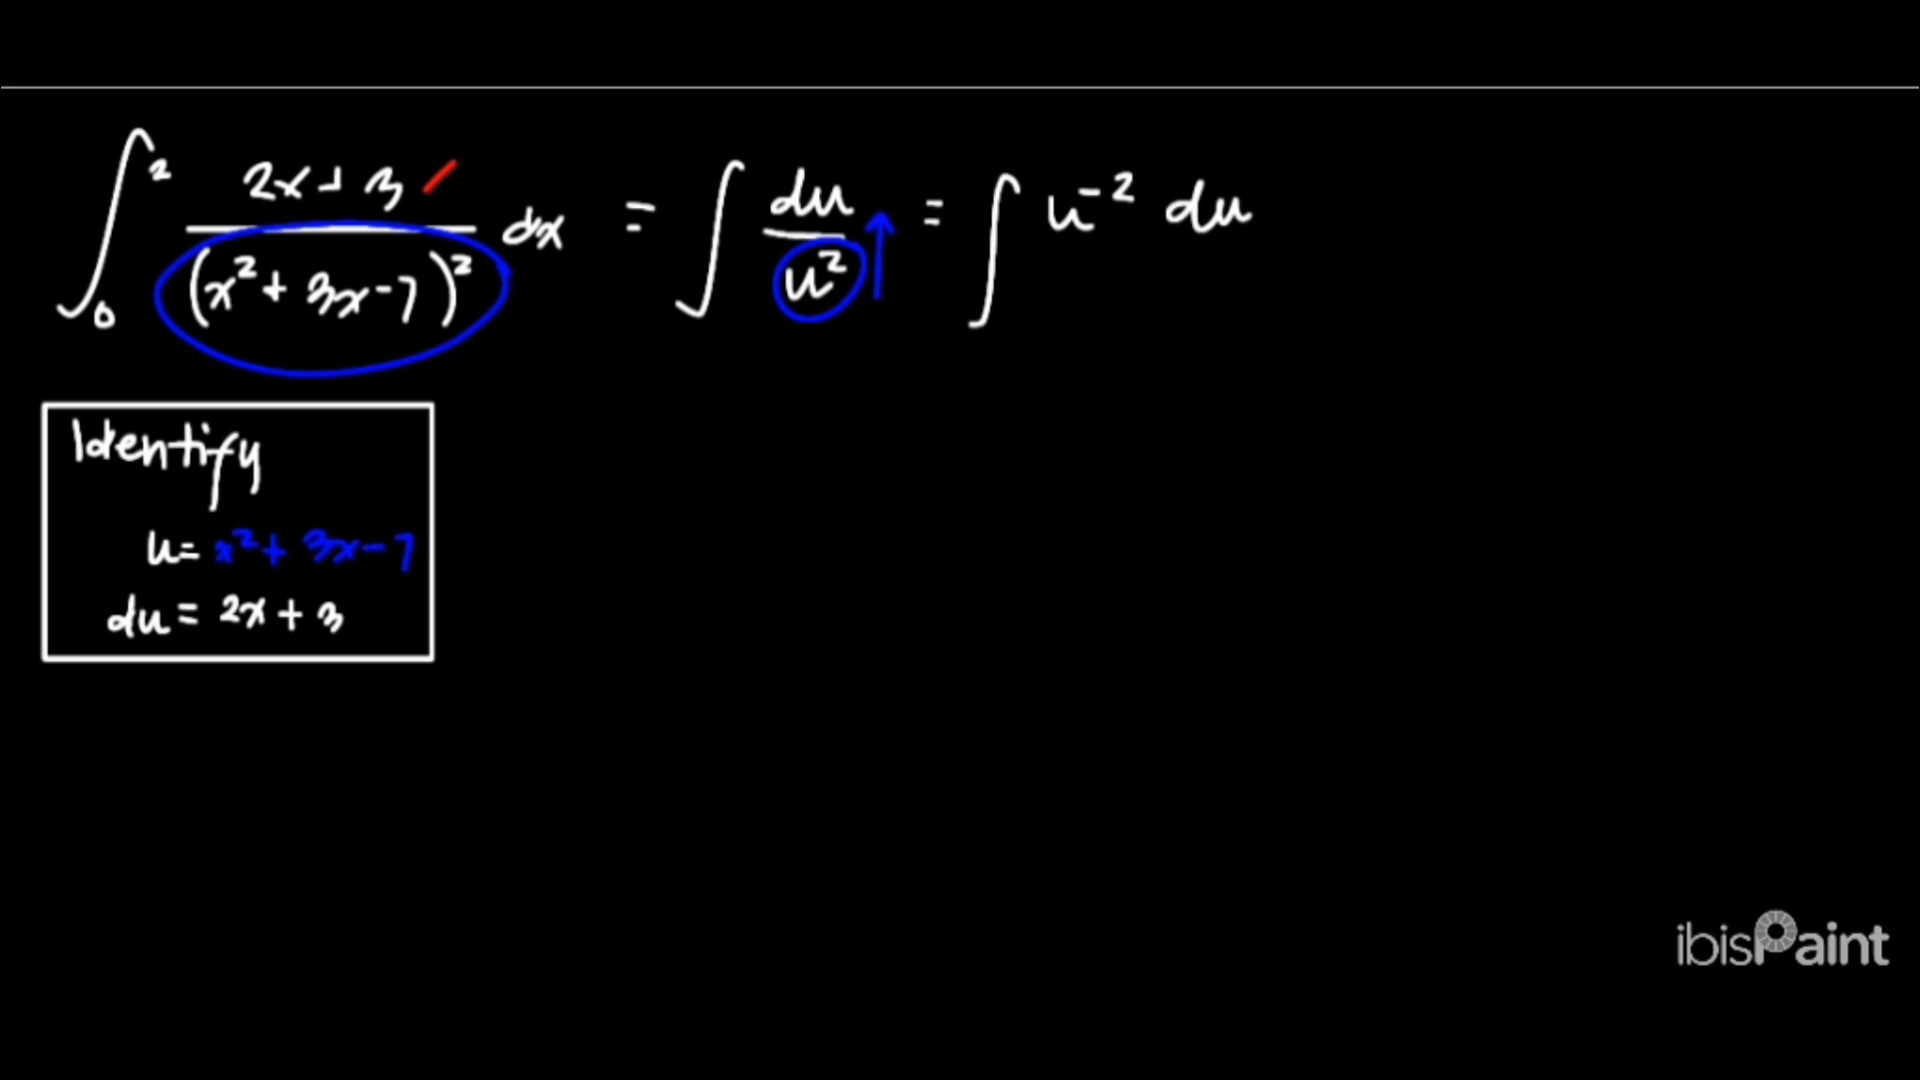 ∫₀² (2x+3)/(x²+3x-7)² dx = ∫ du/u² = ∫ u⁻² du
Identify
u= x²+3x-7
du= 2x+3
ibisPaint